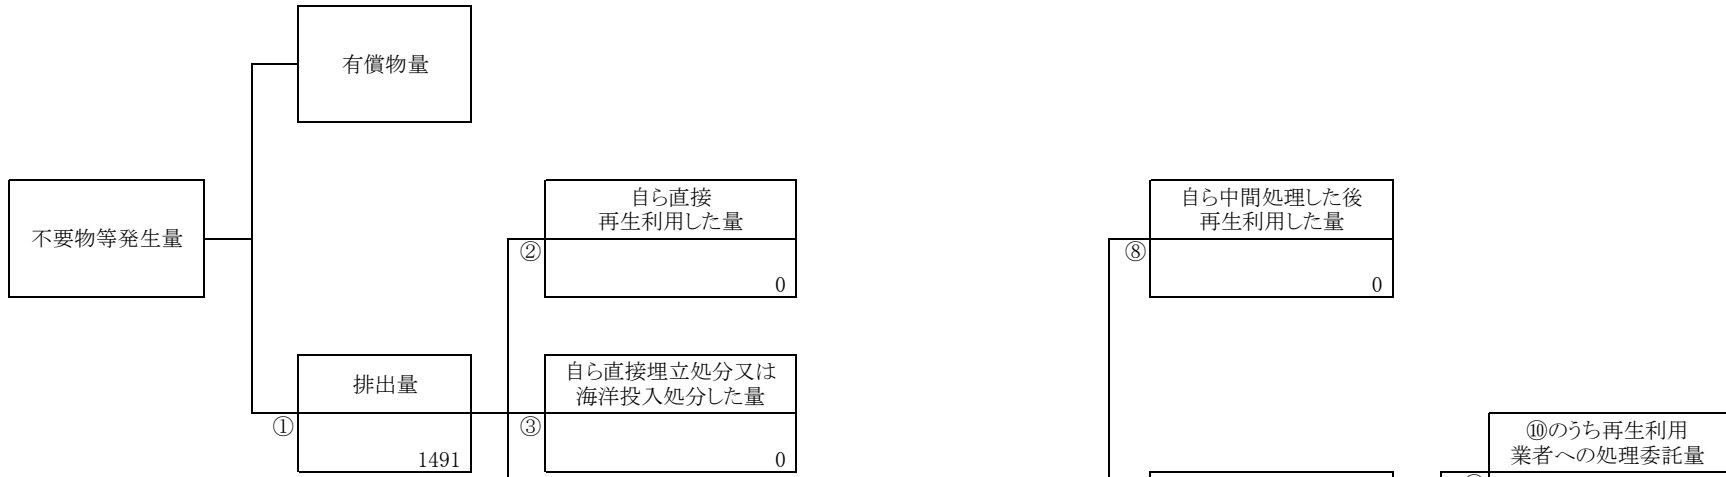 有償物量
不要物等発生量
自ら直接
再生利用した量
②
0
自ら中間処理した後
再生利用した量
⑧
0
排出量
①
1491
自ら直接埋立処分又は
海洋投入処分した量
③
0
⑩のうち再生利用
業者への処理委託量